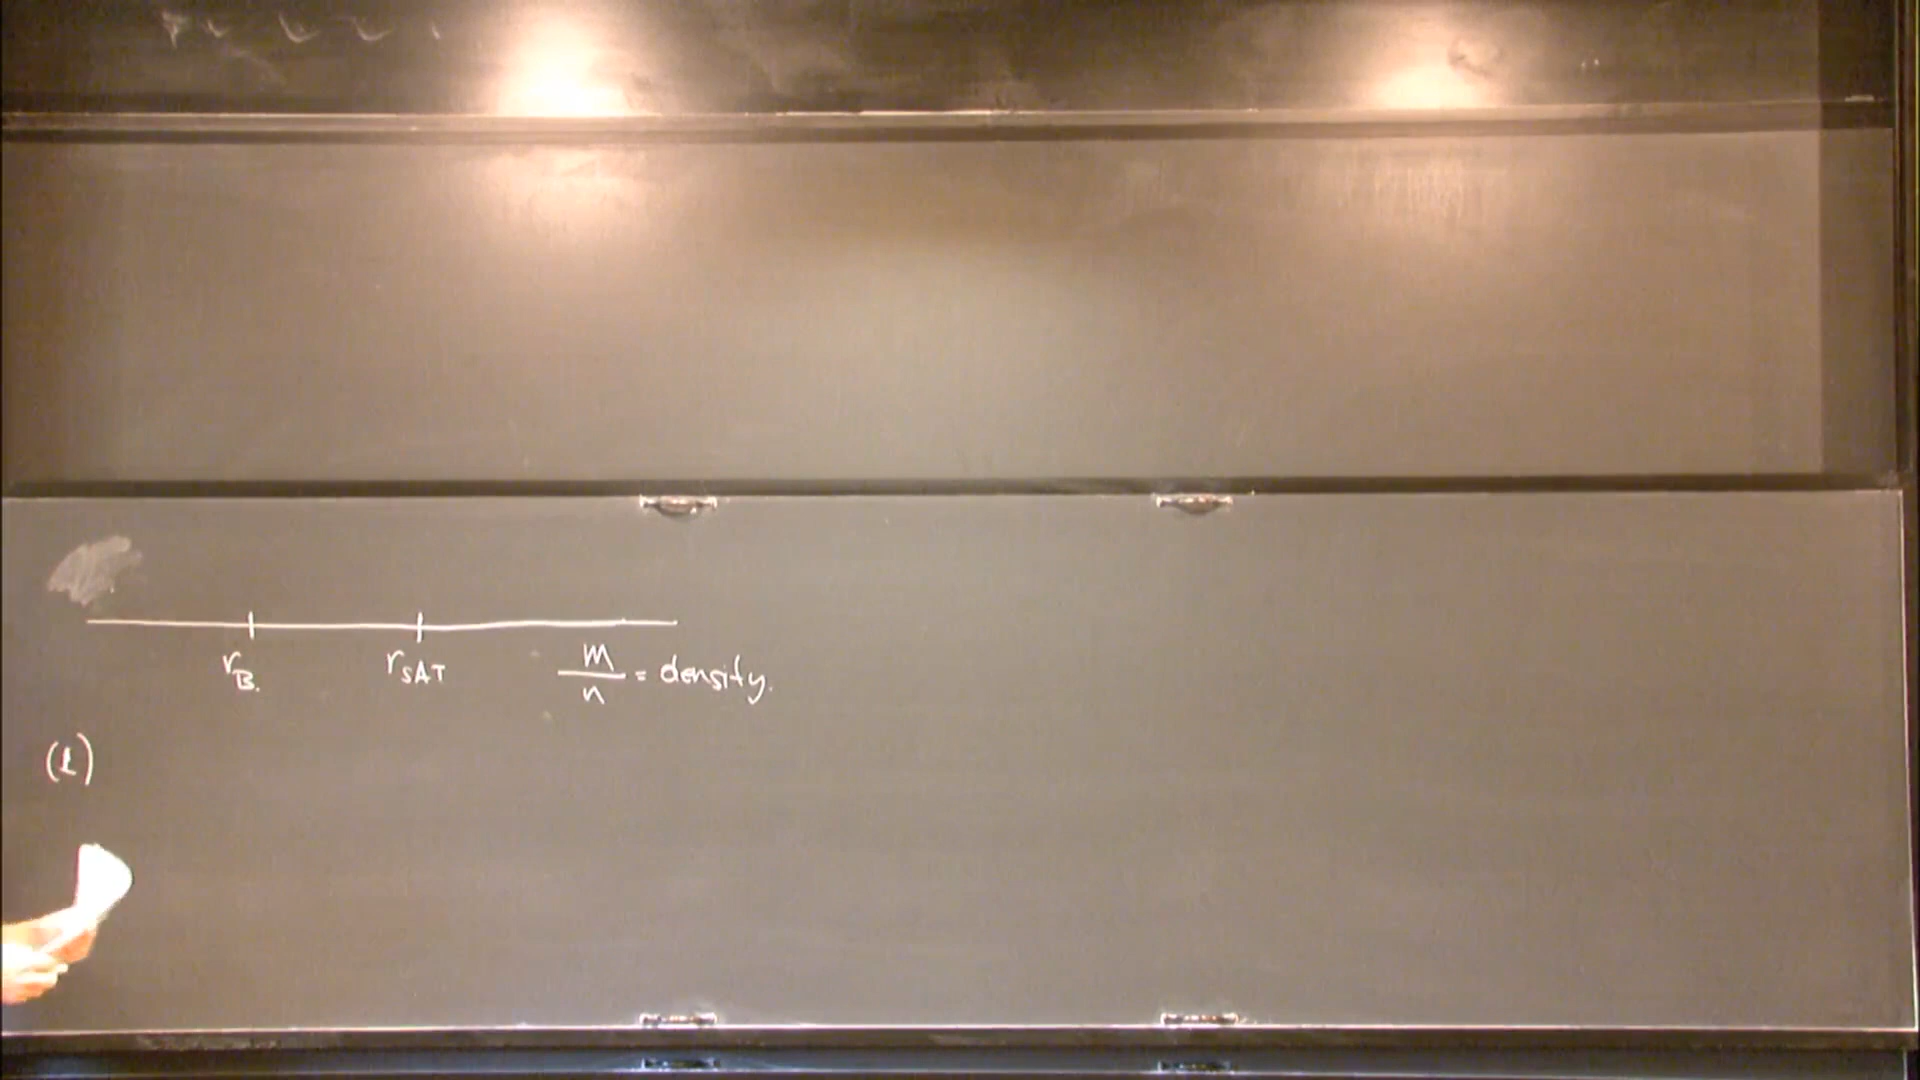 r_B. r_SAT m/n = density.
(1)